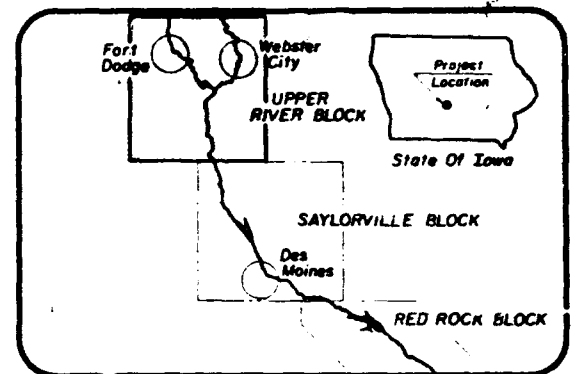 Fort
Dodge
Webster
City
UPPER
RIVER BLOCK
Project
Location
State Of Iowa
SAYLORVILLE BLOCK
Des
Moines
RED ROCK BLOCK